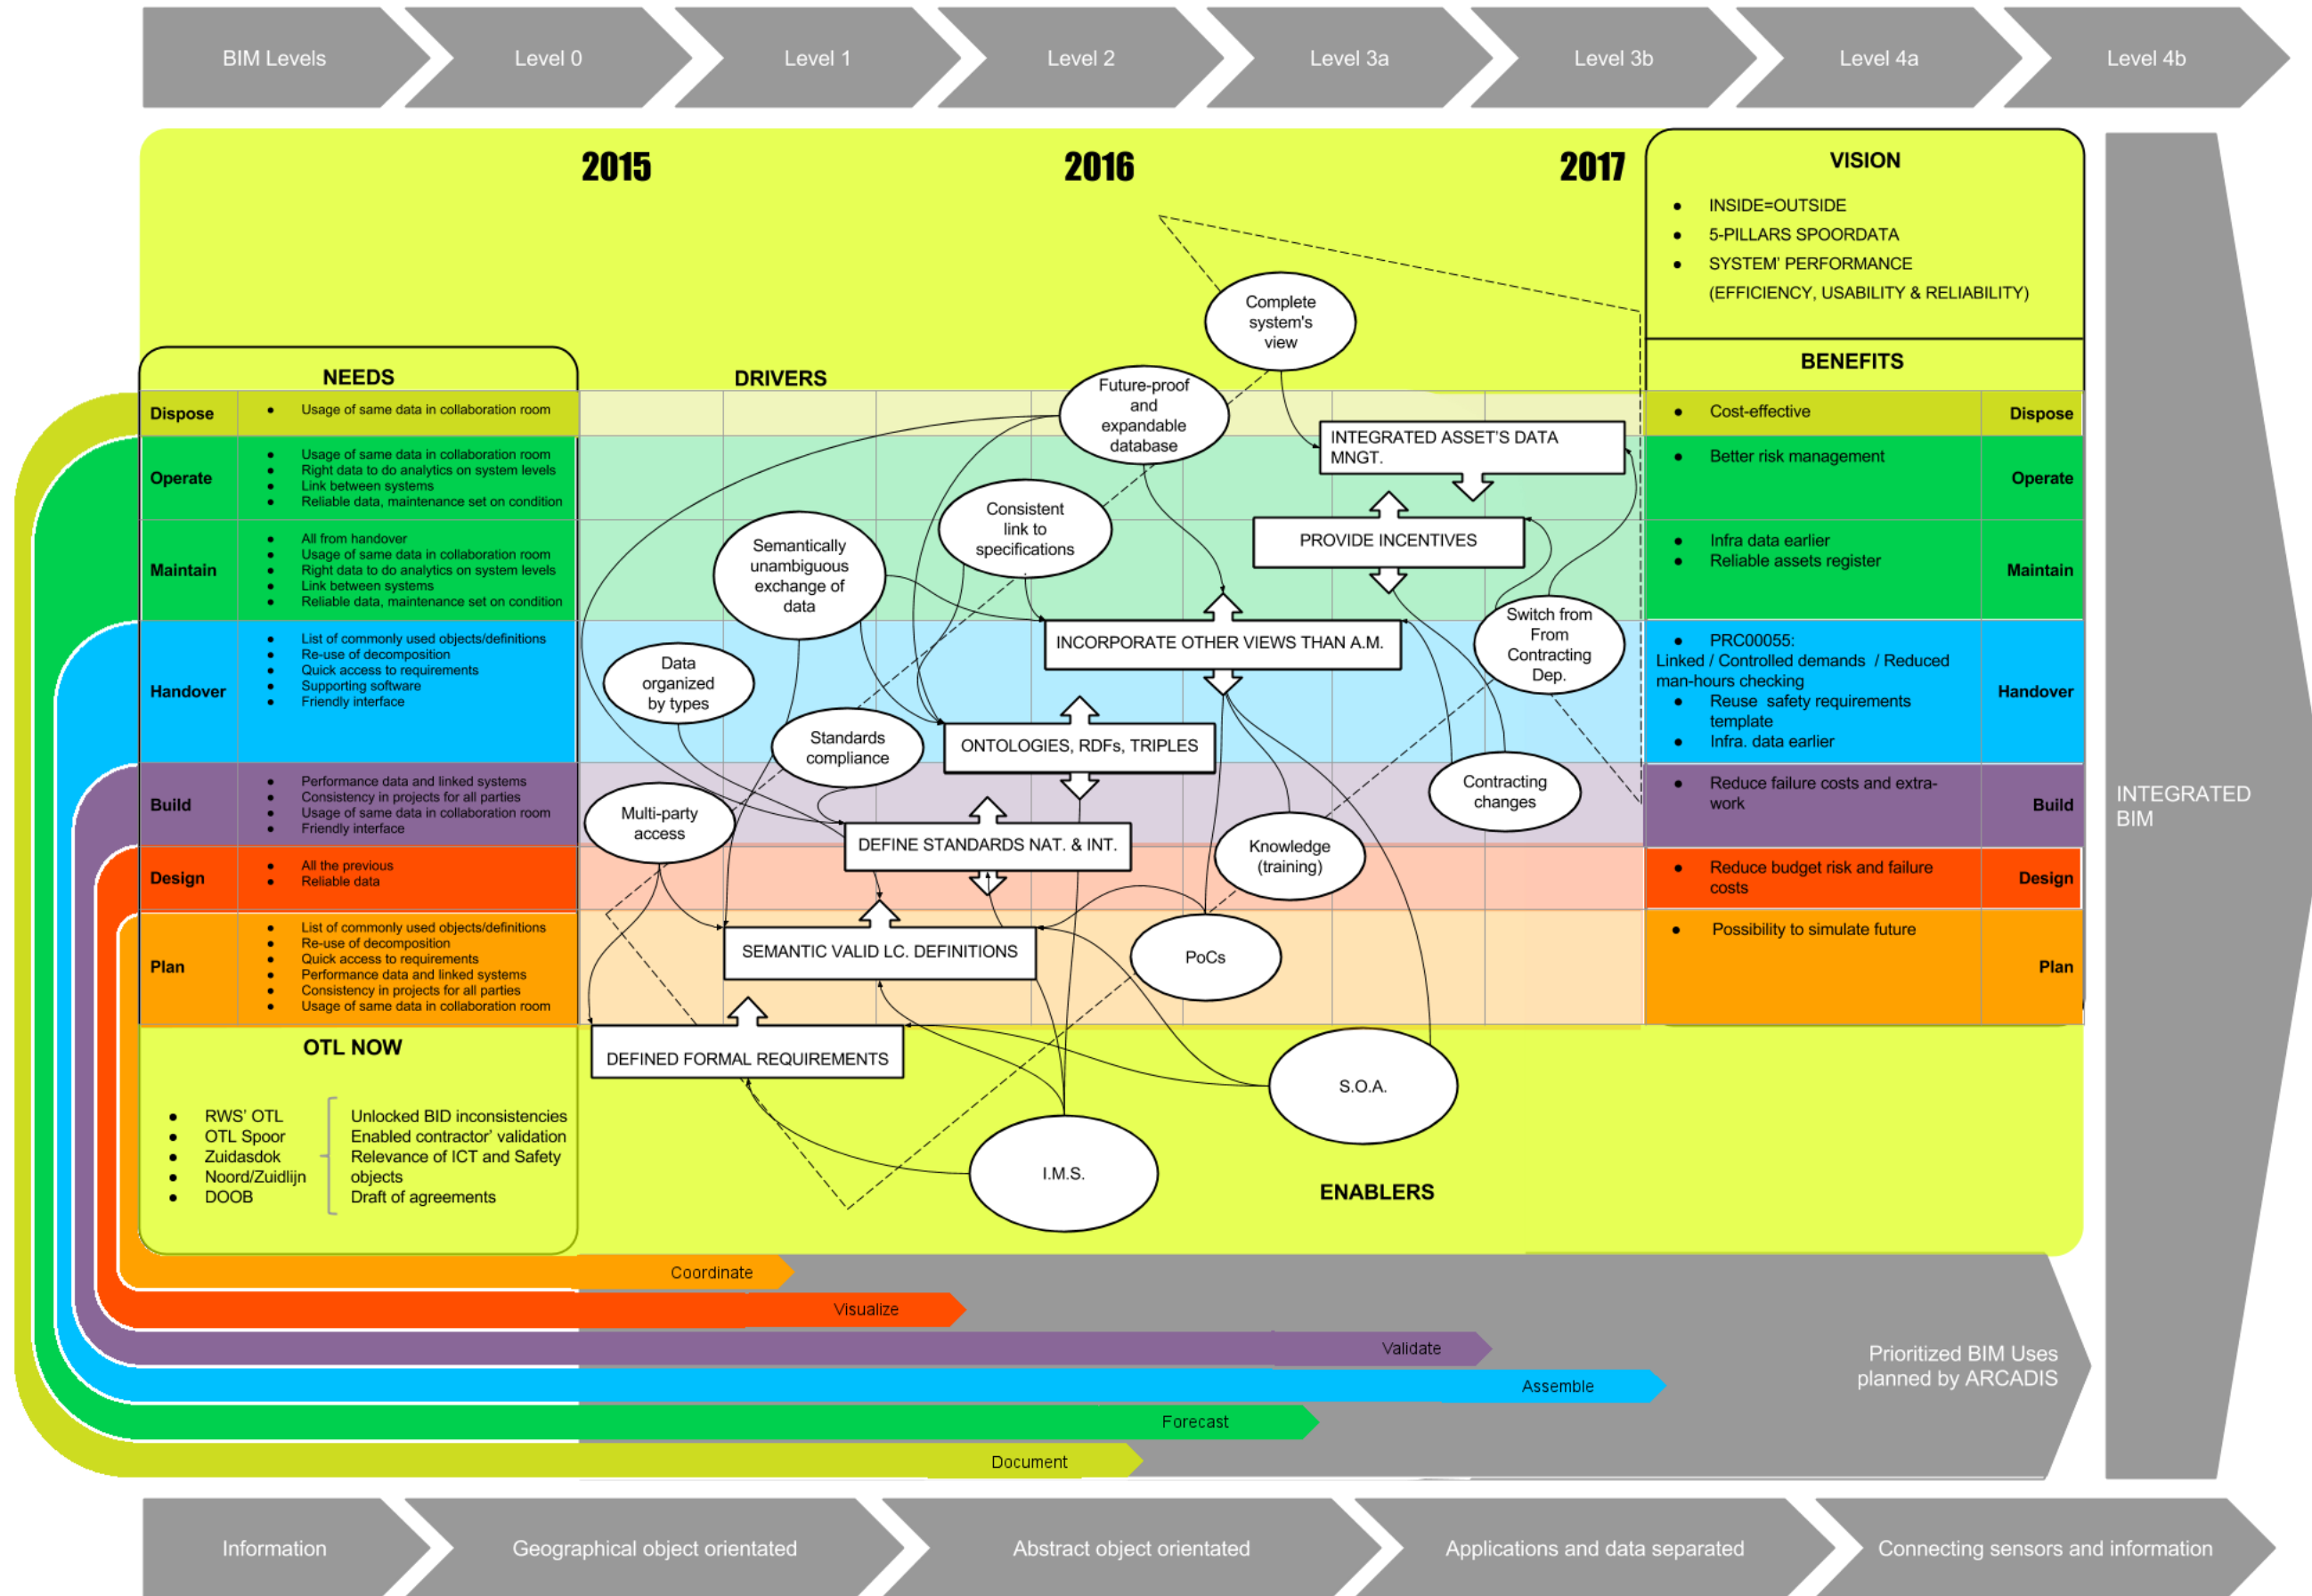 BIM Levels
Level 0
Level 1
Level 2
Level 3a
Level 3b
Level 4a
Level 4b
2015
2016
2017
VISION
INSIDE=OUTSIDE
5-PILLARS SPOORDATA
SYSTEM' PERFORMANCE
(EFFICIENCY, USABILITY & RELIABILITY)
BENEFITS
NEEDS
DRIVERS
Dispose
Usage of same data in collaboration room
Operate
Usage of same data in collaboration room
Right data to do analytics on system levels
Link between systems
Reliable data, maintenance set on condition
Maintain
All from handover
Usage of same data in collaboration room
Right data to do analytics on system levels
Link between systems
Reliable data, maintenance set on condition
Handover
List of commonly used objects/definitions
Re-use of decomposition
Quick access to requirements
Supporting software
Friendly interface
Build
Performance data and linked systems
Consistency in projects for all parties
Usage of same data in collaboration room
Friendly interface
Design
All the previous
Reliable data
Plan
List of commonly used objects/definitions
Re-use of decomposition
Quick access to requirements
Performance data and linked systems
Consistency in projects for all parties
Usage of same data in collaboration room
OTL NOW
RWS' OTL
OTL Spoor
Zuidasdok
Noord/Zuidlijn
DOOB
Unlocked BID inconsistencies
Enabled contractor' validation
Relevance of ICT and Safety
objects
Draft of agreements
Complete
system's
view
Future-proof
and
expandable
database
INTEGRATED ASSET'S DATA
MNGT.
Consistent
link to
specifications
Semantically
unambiguous
exchange of
data
PROVIDE INCENTIVES
Switch from
From
Contracting
Dep.
INCORPORATE OTHER VIEWS THAN A.M.
Data
organized
by types
Standards
compliance
ONTOLOGIES, RDFs, TRIPLES
Contracting
changes
Multi-party
access
DEFINE STANDARDS NAT. & INT.
Knowledge
(training)
SEMANTIC VALID LC. DEFINITIONS
PoCs
DEFINED FORMAL REQUIREMENTS
S.O.A.
I.M.S.
ENABLERS
Cost-effective
Dispose
Better risk management
Operate
Infra data earlier
Reliable assets register
Maintain
PRC00055:
Linked / Controlled demands / Reduced
man-hours checking
Reuse safety requirements
template
Infra. data earlier
Handover
Reduce failure costs and extra-
work
Build
Reduce budget risk and failure
costs
Design
Possibility to simulate future
Plan
INTEGRATED
BIM
Coordinate
Visualize
Validate
Assemble
Forecast
Document
Prioritized BIM Uses
planned by ARCADIS
Information
Geographical object orientated
Abstract object orientated
Applications and data separated
Connecting sensors and information